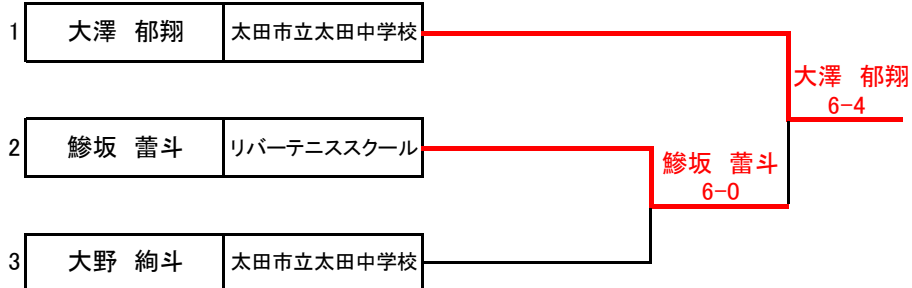 1 大澤 郁翔 太田市立太田中学校
大澤 郁翔
6-4
2 鯵坂 蕾斗 リバーテニススクール
鯵坂 蕾斗
6-0
3 大野 絢斗 太田市立太田中学校